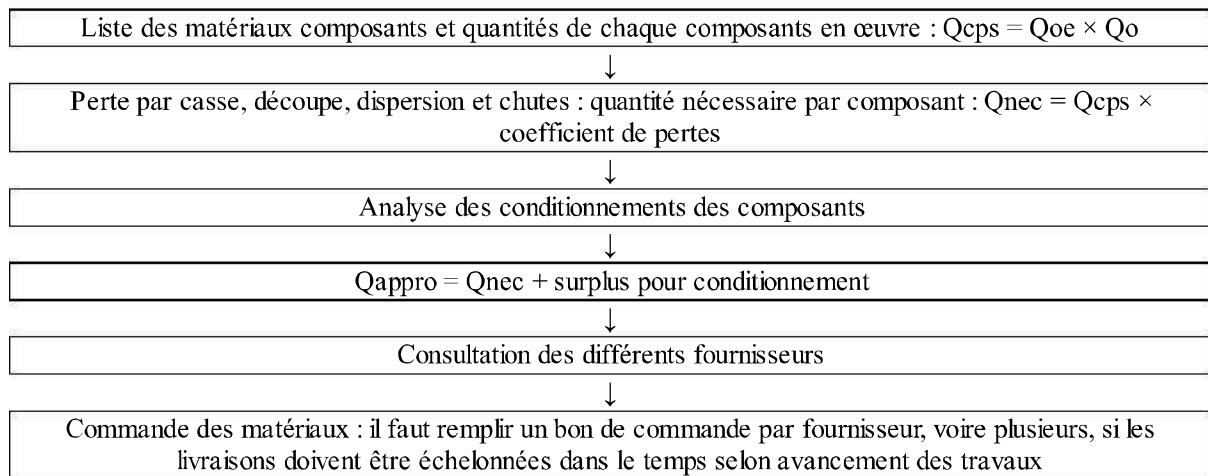 Liste des matériaux composants et quantités de chaque composants en œuvre : Qcps = Qoe × Qo
↓
Perte par casse, découpe, dispersion et chutes : quantité nécessaire par composant : Qnec = Qcps ×
coefficient de pertes
↓
Analyse des conditionnements des composants
↓
Qappro = Qnec + surplus pour conditionnement
↓
Consultation des différents fournisseurs
↓
Commande des matériaux : il faut remplir un bon de commande par fournisseur, voire plusieurs, si les
livraisons doivent être échelonnées dans le temps selon avancement des travaux